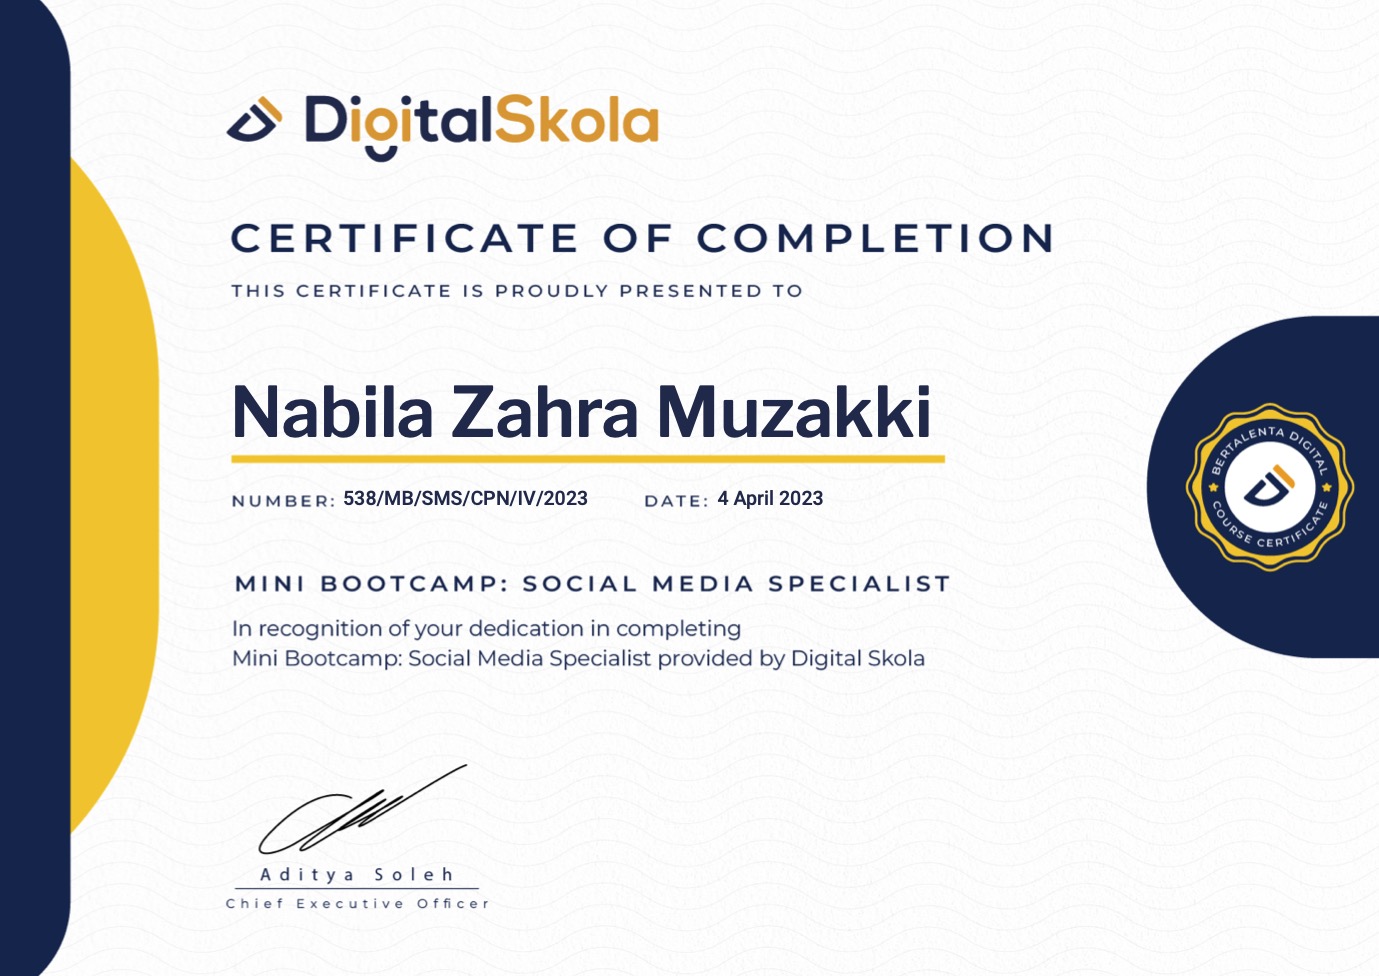 DigitalSkola
CERTIFICATE OF COMPLETION
THIS CERTIFICATE IS PROUDLY PRESENTED TO
Nabila Zahra Muzakki
NUMBER: 538/MB/SMS/CPN/IV/2023 DATE: 4 April 2023
BERTALENTA DIGITAL
COURSE CERTIFICATE
MINI BOOTCAMP: SOCIAL MEDIA SPECIALIST
In recognition of your dedication in completing
Mini Bootcamp: Social Media Specialist provided by Digital Skola
Aditya Soleh
Chief Executive Officer